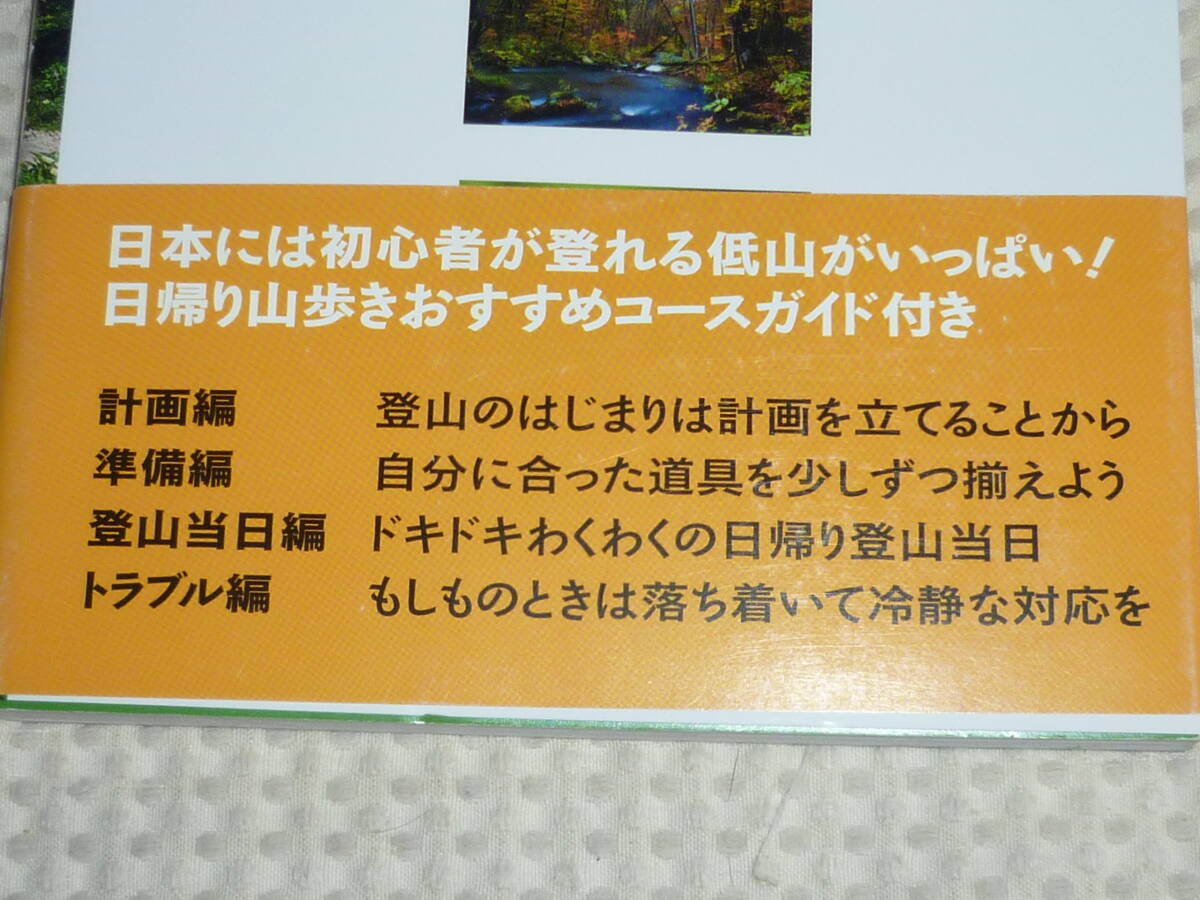 日本には初心者が登れる低山がいっぱい!
日帰り山歩きおすすめコースガイド付き
計画編 登山のはじまりは計画を立てることから
準備編 自分に合った道具を少しずつ揃えよう
登山当日編 ドキドキわくわくの日帰り登山当日
トラブル編 もしものときは落ち着いて冷静な対応を